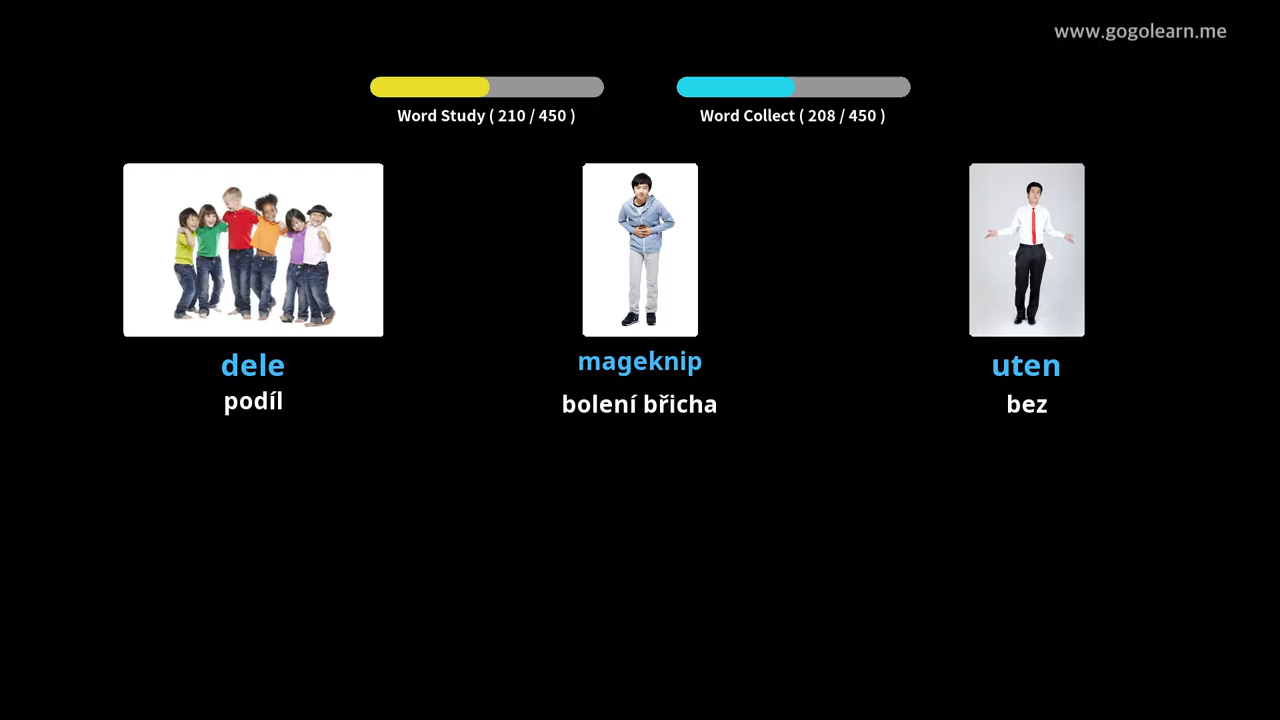 www.gogolearn.me
Word Study ( 210 / 450 )
Word Collect ( 208 / 450 )
dele
podíl
mageknip
bolení břicha
uten
bez